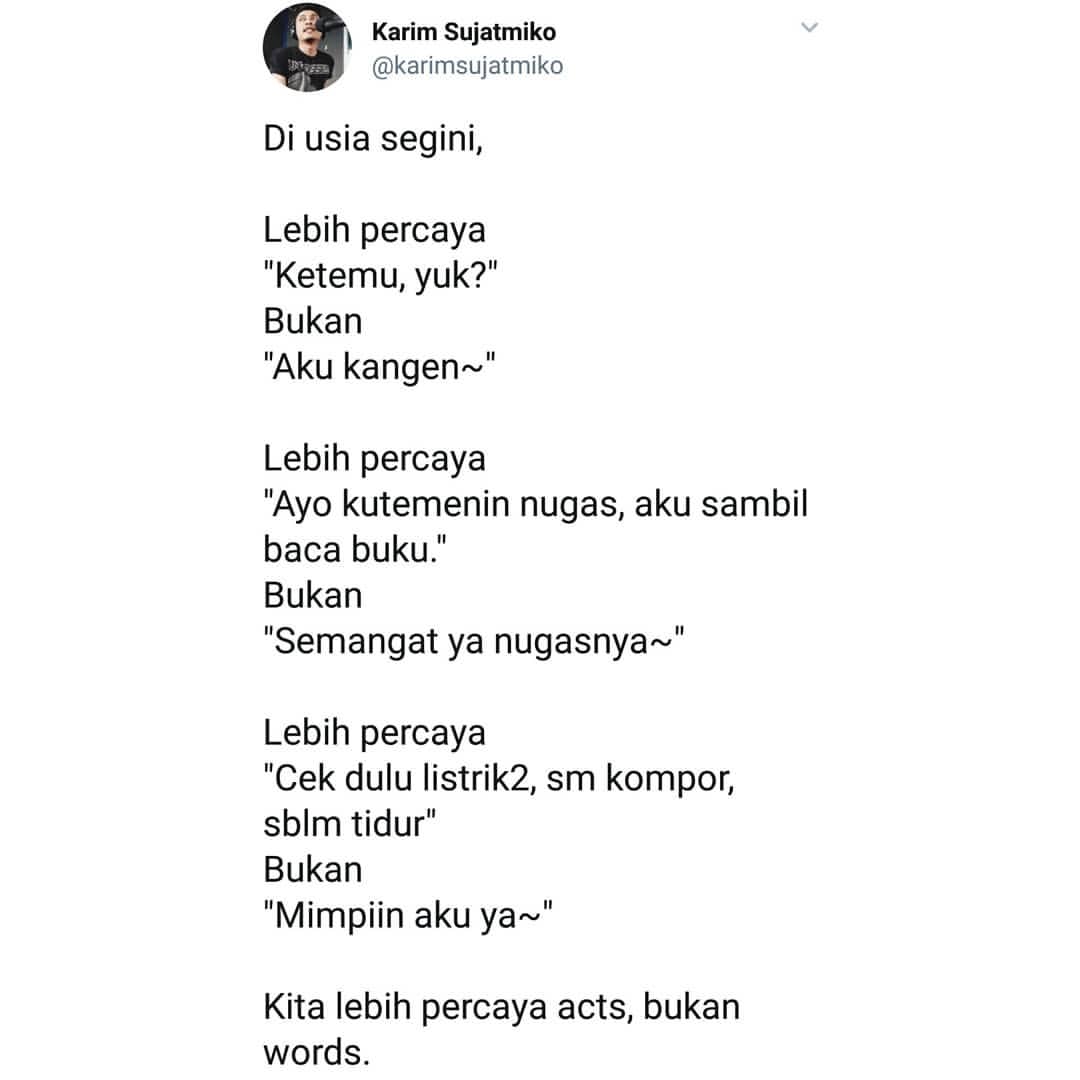 Karim Sujatmiko
@karimsujatmiko
Di usia segini,
Lebih percaya
"Ketemu, yuk?"
Bukan
"Aku kangen~"
Lebih percaya
"Ayo kutemenin nugas, aku sambil
baca buku."
Bukan
"Semangat ya nugasnya~"
Lebih percaya
"Cek dulu listrik2, sm kompor,
sblm tidur"
Bukan
"Mimpiin aku ya~"
Kita lebih percaya acts, bukan
words.